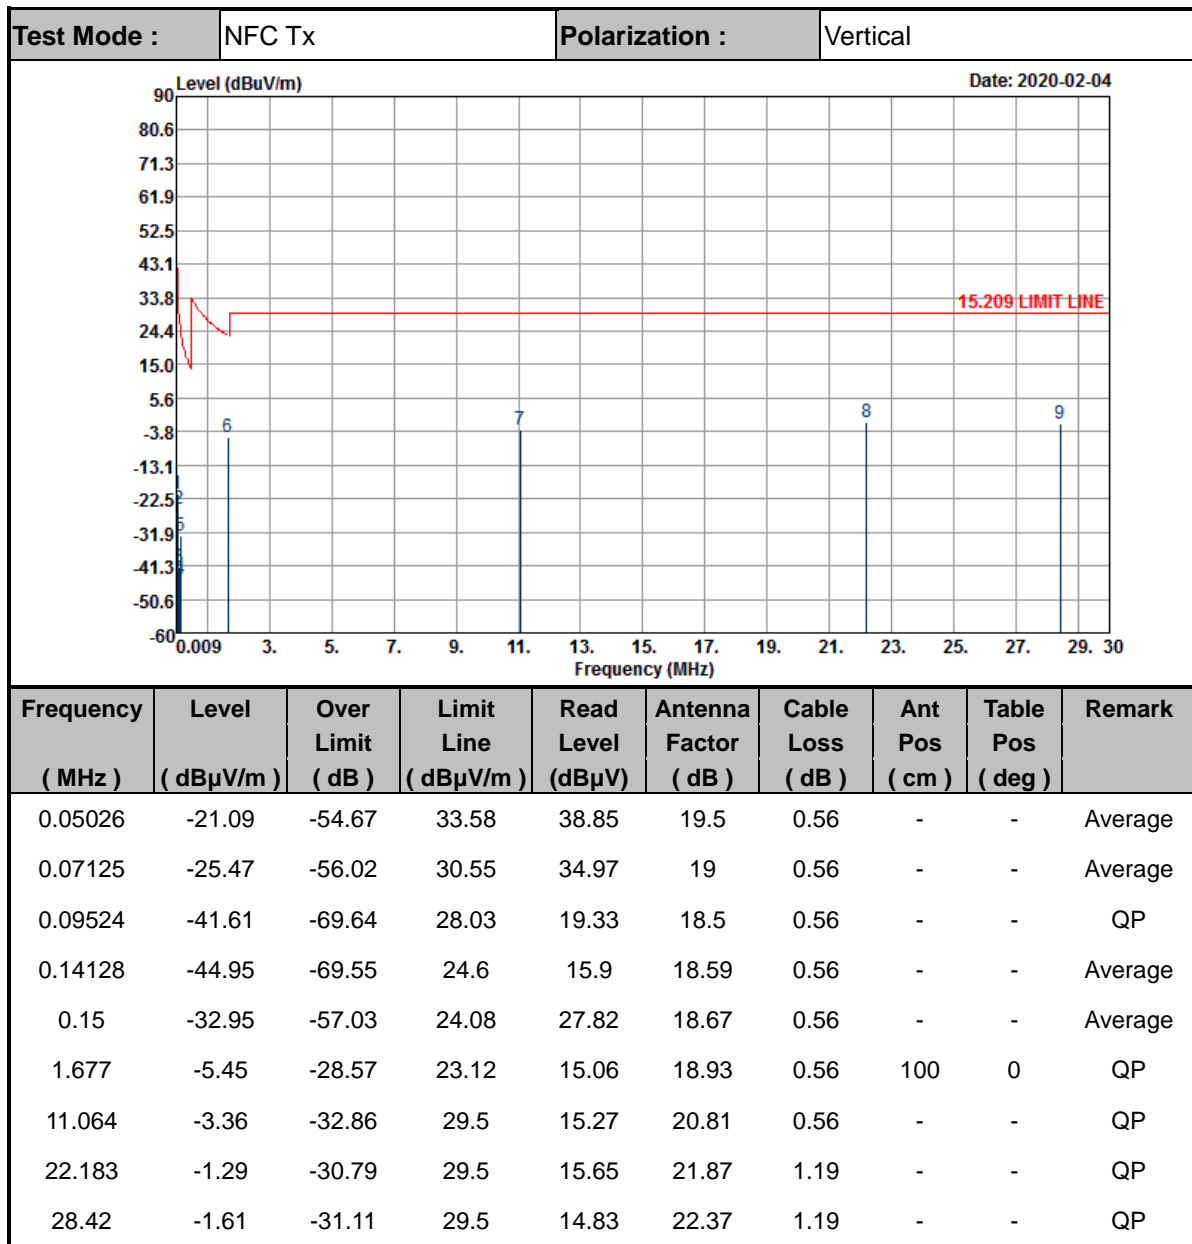 Test Mode : NFC Tx Polarization : Vertical
Level (dBuV/m) Date: 2020-02-04
90
80.6
71.3
61.9
52.5
43.1
33.8 15.209 LIMIT LINE
24.4
15.0
5.6
-3.8
-13.1
-22.5
-31.9
-41.3
-50.6
-60
1
2
5
6 7 8 9
0.009 3. 5. 7. 9. 11. 13. 15. 17. 19. 21. 23. 25. 27. 29. 30
Frequency (MHz)
Frequency Level Over Limit Read Antenna Cable Ant Table Remark
Limit Line Level Factor Loss Pos Pos
( MHz ) ( dBµV/m ) ( dB ) ( dBµV/m ) (dBµV) ( dB ) ( dB ) ( cm ) ( deg )
0.05026 -21.09 -54.67 33.58 38.85 19.5 0.56 - - Average
0.07125 -25.47 -56.02 30.55 34.97 19 0.56 - - Average
0.09524 -41.61 -69.64 28.03 19.33 18.5 0.56 - - QP
0.14128 -44.95 -69.55 24.6 15.9 18.59 0.56 - - Average
0.15 -32.95 -57.03 24.08 27.82 18.67 0.56 - - Average
1.677 -5.45 -28.57 23.12 15.06 18.93 0.56 100 0 QP
11.064 -3.36 -32.86 29.5 15.27 20.81 0.56 - - QP
22.183 -1.29 -30.79 29.5 15.65 21.87 1.19 - - QP
28.42 -1.61 -31.11 29.5 14.83 22.37 1.19 - - QP